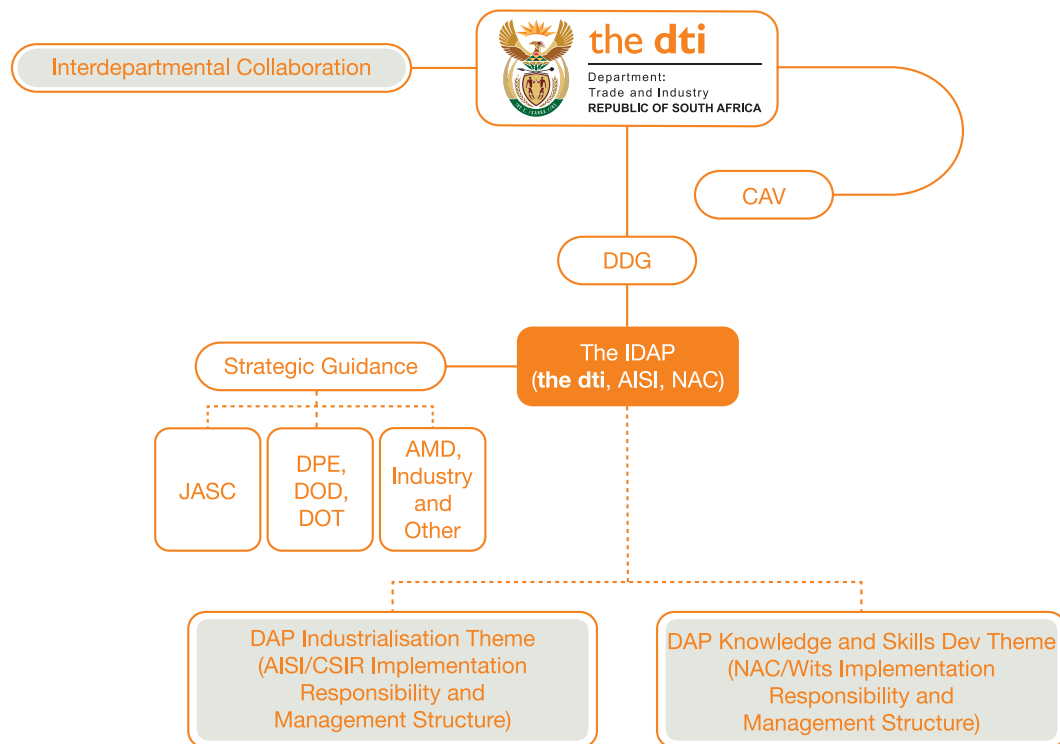 Interdepartmental Collaboration
the dti
Department:
Trade and Industry
REPUBLIC OF SOUTH AFRICA
CAV
DDG
The IDAP
(the dti, AISI, NAC)
Strategic Guidance
JASC
DPE,
DOD,
DOT
AMD,
Industry
and
Other
DAP Industrialisation Theme
(AISI/CSIR Implementation
Responsibility and
Management Structure)
DAP Knowledge and Skills Dev Theme
(NAC/Wits Implementation
Responsibility and
Management Structure)